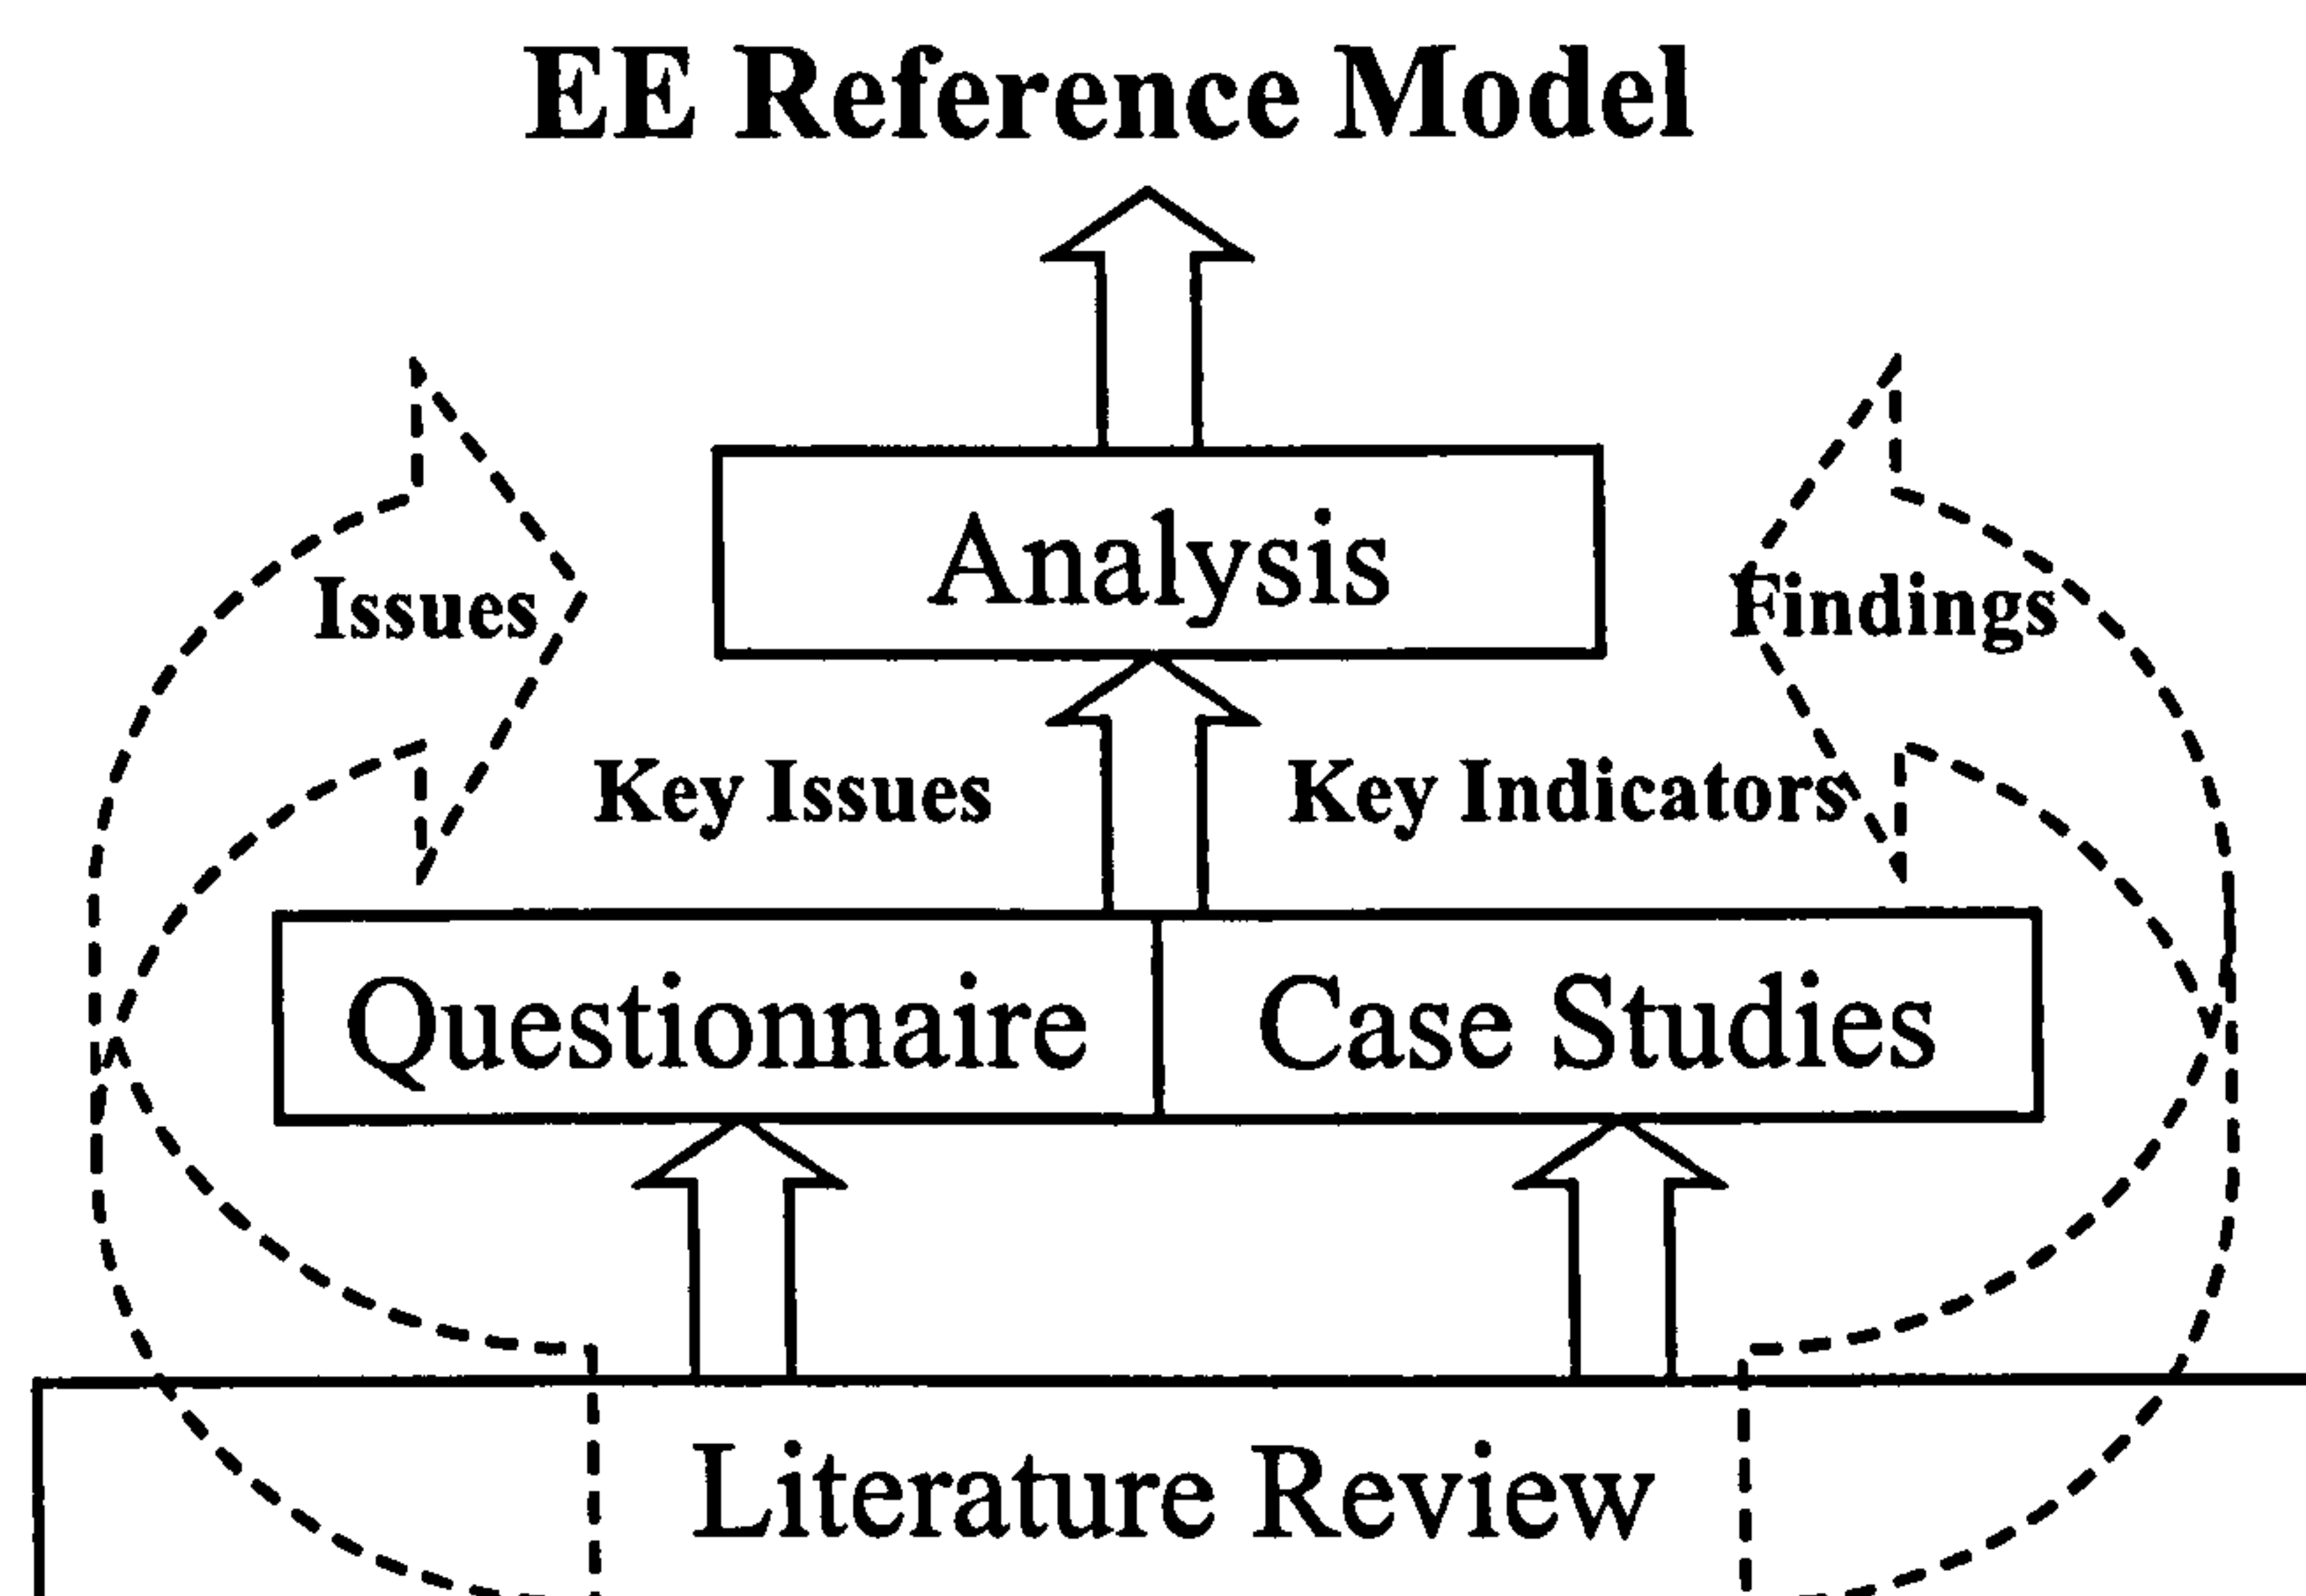 EE Reference Model
Analysis
Issues
Findings
Key Issues
Key Indicators
Questionnaire
Case Studies
Literature Review